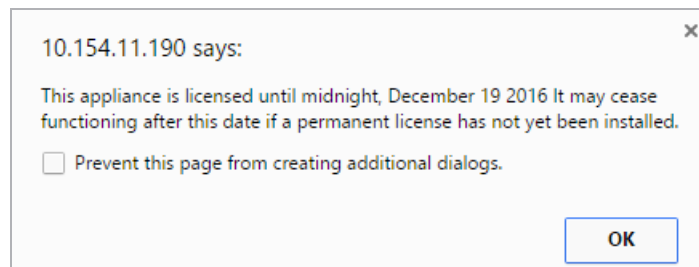 10.154.11.190 says:
This appliance is licensed until midnight, December 19 2016 It may cease
functioning after this date if a permanent license has not yet been installed.
Prevent this page from creating additional dialogs.
OK